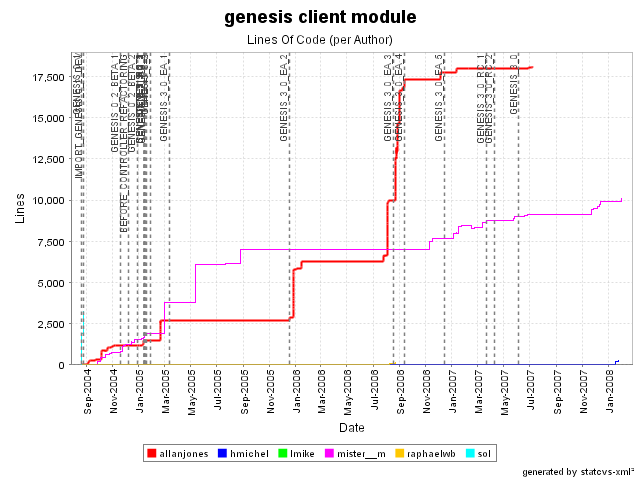 genesis client module
Lines Of Code (per Author)
17,500
15,000
12,500
10,000
7,500
5,000
2,500
0
Lines
GENESIS_0_2_BETA_1
BEFORE_CONTROLLER_REFACTORING
GENESIS_3_0_EA_1
GENESIS_3_0_EA_2
GENESIS_3_0_EA_3
GENESIS_3_0_EA_4
GENESIS_3_0_EA_5
GENESIS_3_0_RC_1
GENESIS_3_0_RC_2
GENESIS_3_0
Sep-2004
Nov-2004
Jan-2005
Mar-2005
May-2005
Jul-2005
Sep-2005
Nov-2005
Jan-2006
Mar-2006
May-2006
Jul-2006
Sep-2006
Nov-2006
Jan-2007
Mar-2007
May-2007
Jul-2007
Sep-2007
Nov-2007
Jan-2008
Date
allanjones hmichel lmike mister__m raphaelwb sol
generated by statcvs-xml²